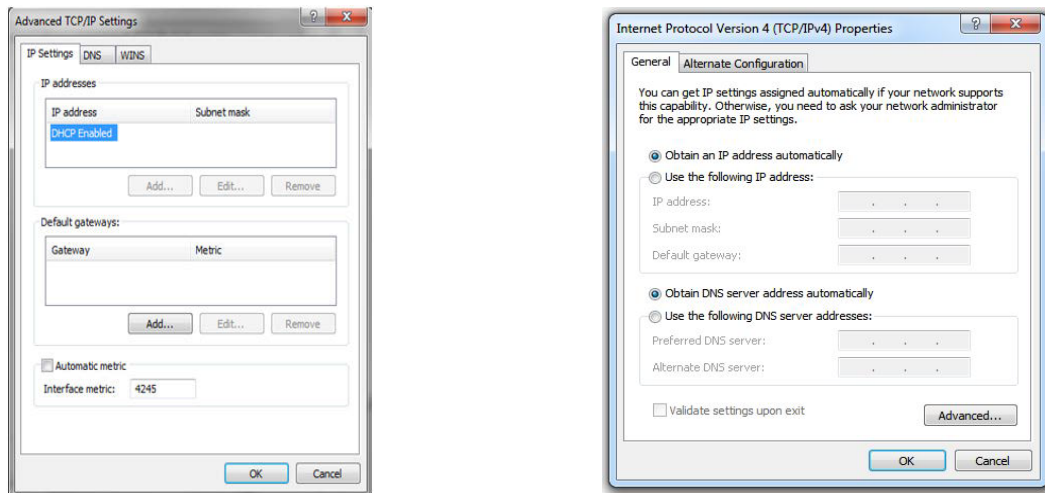 Advanced TCP/IP Settings
IP Settings DNS WINS
IP addresses
IP address Subnet mask
DHCP Enabled
Add... Edit... Remove
Default gateways:
Gateway Metric
Add... Edit... Remove
Automatic metric
Interface metric: 4245
OK Cancel
Internet Protocol Version 4 (TCP/IPv4) Properties
General Alternate Configuration
You can get IP settings assigned automatically if your network supports
this capability. Otherwise, you need to ask your network administrator
for the appropriate IP settings.
Obtain an IP address automatically
Use the following IP address:
IP address:
Subnet mask:
Default gateway:
Obtain DNS server address automatically
Use the following DNS server addresses:
Preferred DNS server:
Alternate DNS server:
Validate settings upon exit
Advanced...
OK Cancel